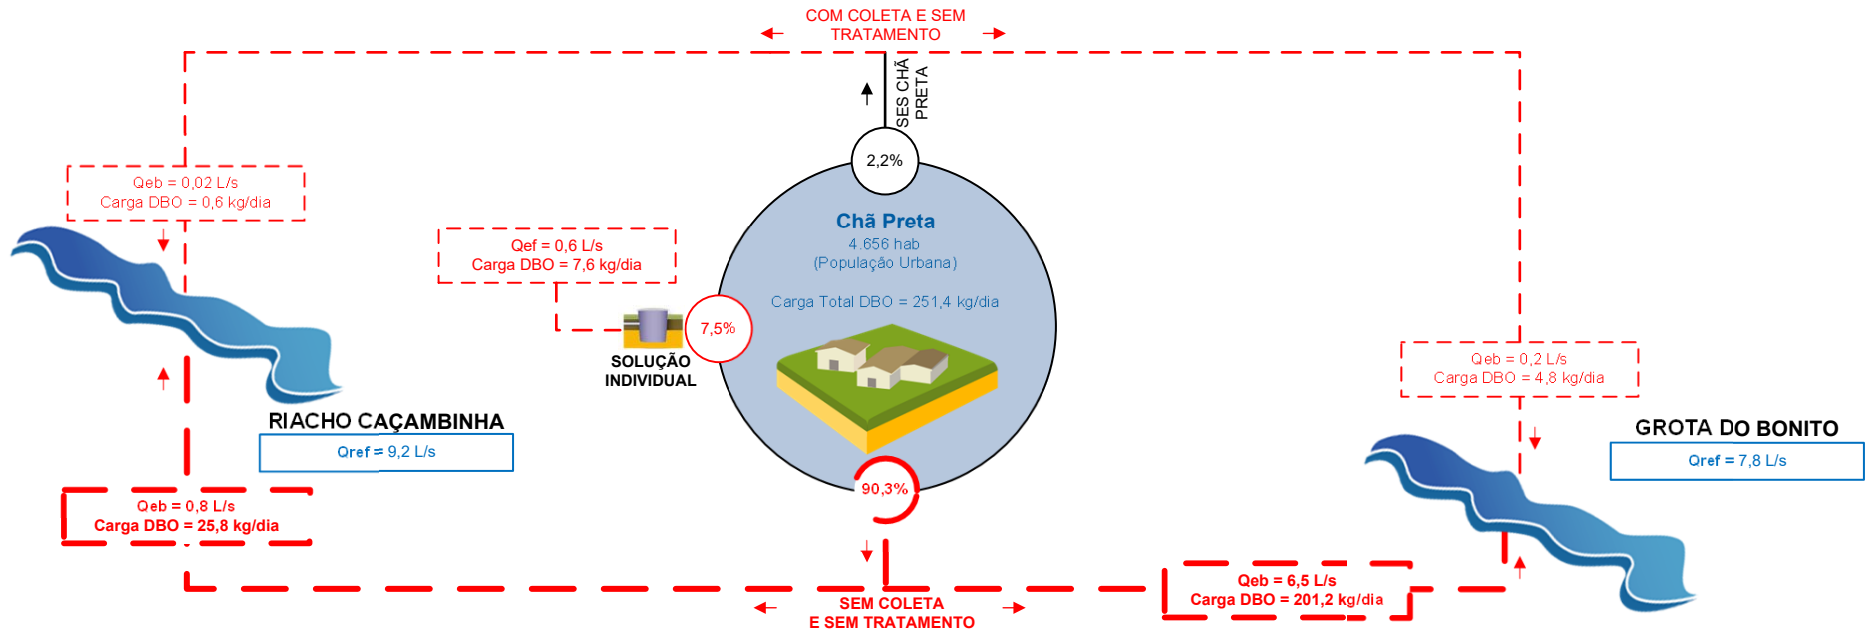 COM COLETA E SEM
TRATAMENTO
SES CHÃ
PRETA
2,2%
Qeb = 0,02 L/s
Carga DBO = 0,6 kg/dia
Chã Preta
4.656 hab
(População Urbana)
Carga Total DBO = 251,4 kg/dia
Qef = 0,6 L/s
Carga DBO = 7,6 kg/dia
7,5%
SOLUÇÃO
INDIVIDUAL
Qeb = 0,2 L/s
Carga DBO = 4,8 kg/dia
RIACHO CAÇAMBINHA
Qref = 9,2 L/s
GROTA DO BONITO
Qref = 7,8 L/s
90,3%
Qeb = 0,8 L/s
Carga DBO = 25,8 kg/dia
Qeb = 6,5 L/s
Carga DBO = 201,2 kg/dia
SEM COLETA
E SEM TRATAMENTO